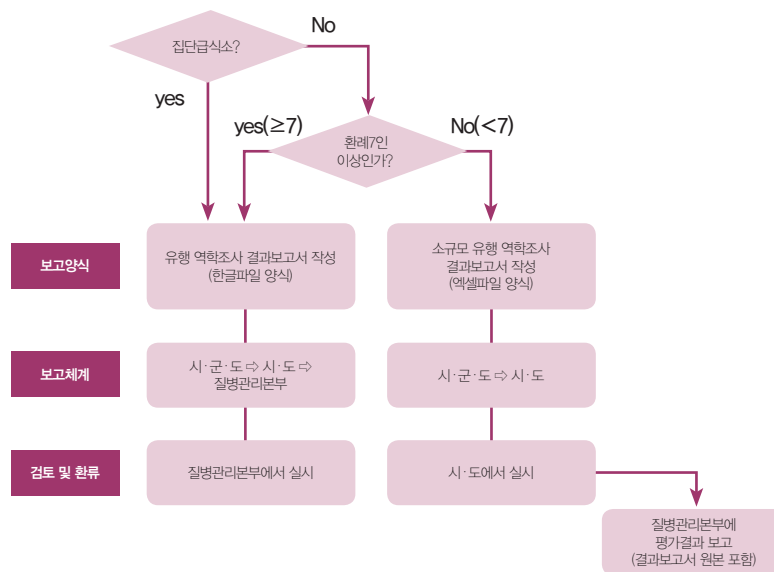 집단급식소?
No
yes
yes(≥7)
No(<7)
환례7인
이상인가?
보고양식
유행 역학조사 결과보고서 작성
(한글파일 양식)
소규모 유행 역학조사
결과보고서 작성
(엑셀파일 양식)
보고체계
시·군·도 ⇨ 시·도 ⇨
질병관리본부
시·군·도 ⇨ 시·도
검토 및 환류
질병관리본부에서 실시
시·도에서 실시
질병관리본부에
평가결과 보고
(결과보고서 원본 포함)